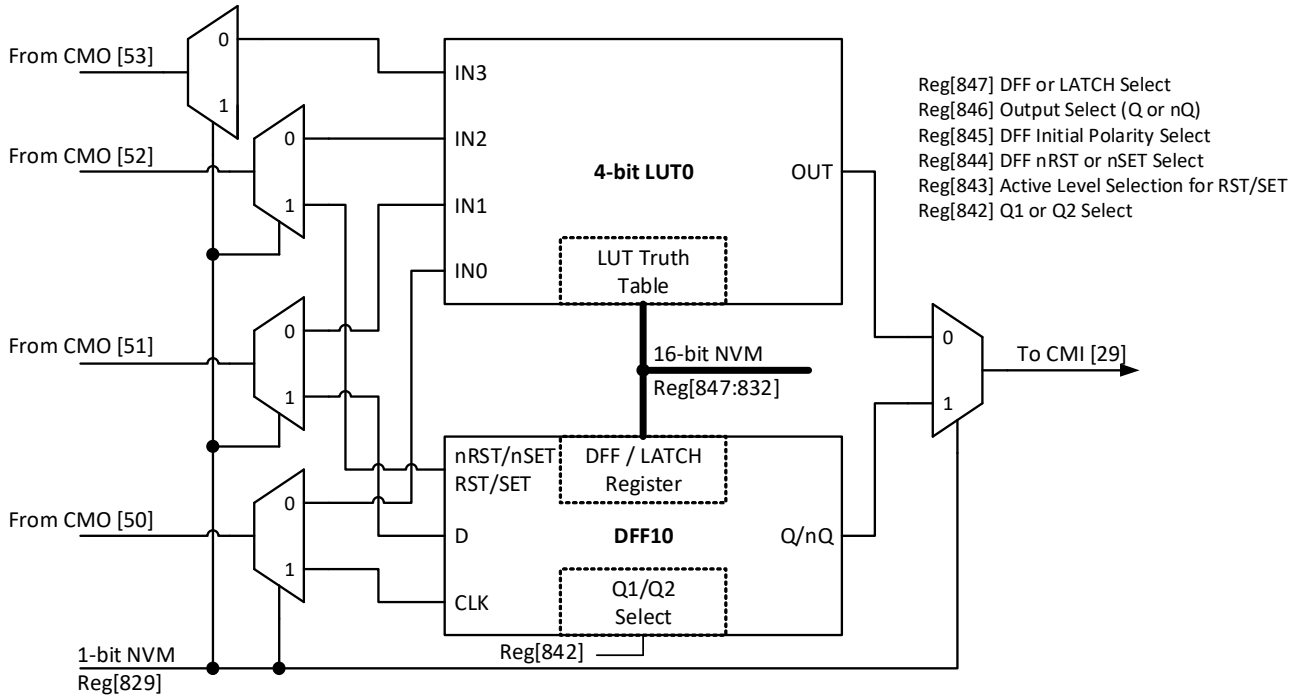 From CMO [53]
0
1
From CMO [52]
0
1
From CMO [51]
0
1
From CMO [50]
0
1
1-bit NVM
Reg[829]
IN3
IN2
IN1
IN0
4-bit LUT0
OUT
LUT Truth
Table
16-bit NVM
Reg[847:832]
nRST/nSET
RST/SET
D
CLK
DFF / LATCH
Register
DFF10
Q/nQ
Q1/Q2
Select
Reg[842]
0
1
To CMI [29]
Reg[847] DFF or LATCH Select
Reg[846] Output Select (Q or nQ)
Reg[845] DFF Initial Polarity Select
Reg[844] DFF nRST or nSET Select
Reg[843] Active Level Selection for RST/SET
Reg[842] Q1 or Q2 Select